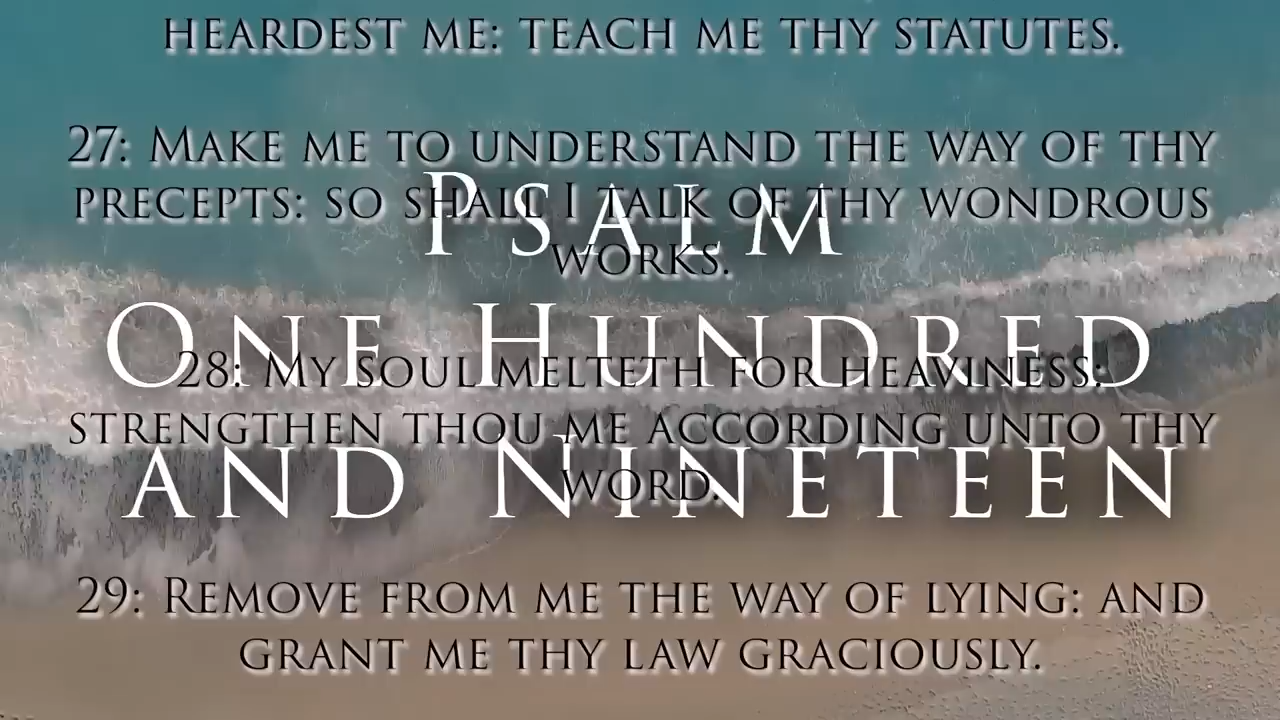 HEARDEST ME: TEACH ME THY STATUTES.
27: MAKE ME TO UNDERSTAND THE WAY OF THY
PRECEPTS: SO SHALL I TALK OF THY WONDROUS
WORKS.
PSALM
ONE HUNDRED
AND NINETEEN
28: MY SOUL MELTETH FOR HEAVINESS:
STRENGTHEN THOU ME ACCORDING UNTO THY
WORD.
29: REMOVE FROM ME THE WAY OF LYING: AND
GRANT ME THY LAW GRACIOUSLY.